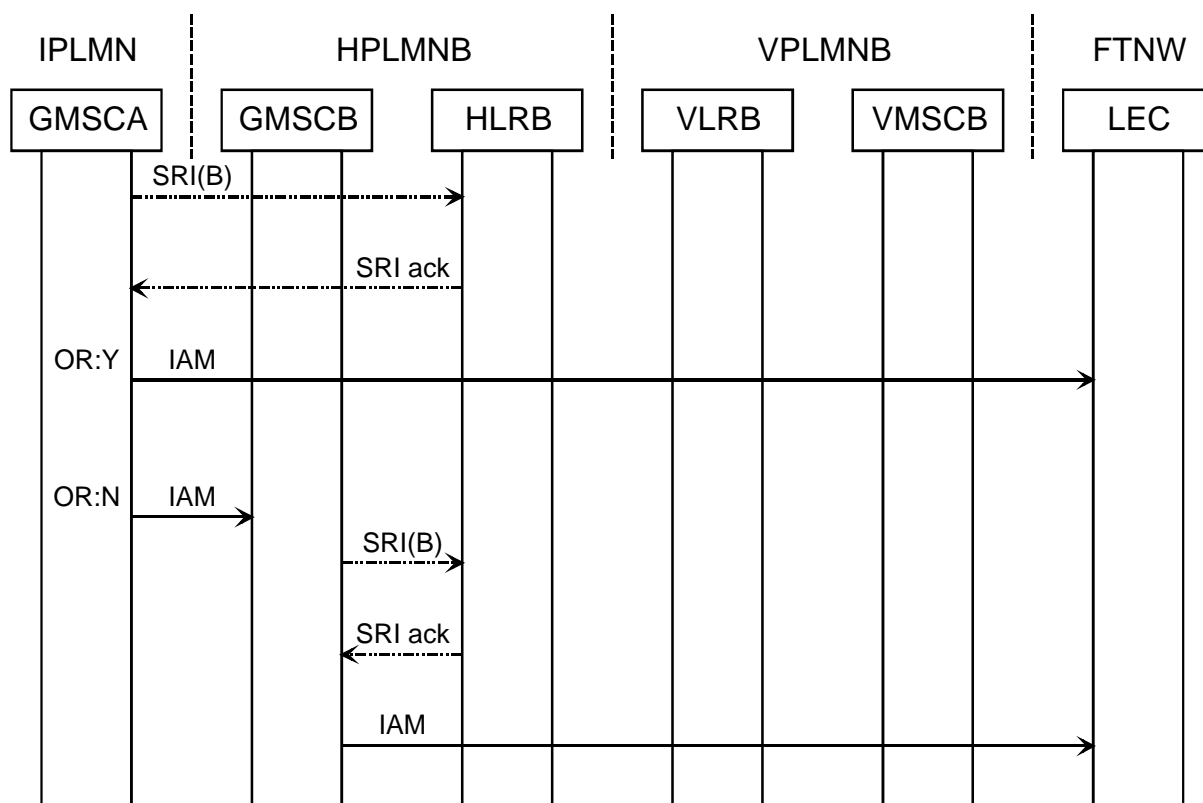 IPLMN HPLMNB VPLMNB FTNW
GMSCA GMSCB HLRB VLRB VMSCB LEC
SRI(B)
SRI ack
OR:Y IAM
OR:N IAM
SRI(B)
SRI ack
IAM